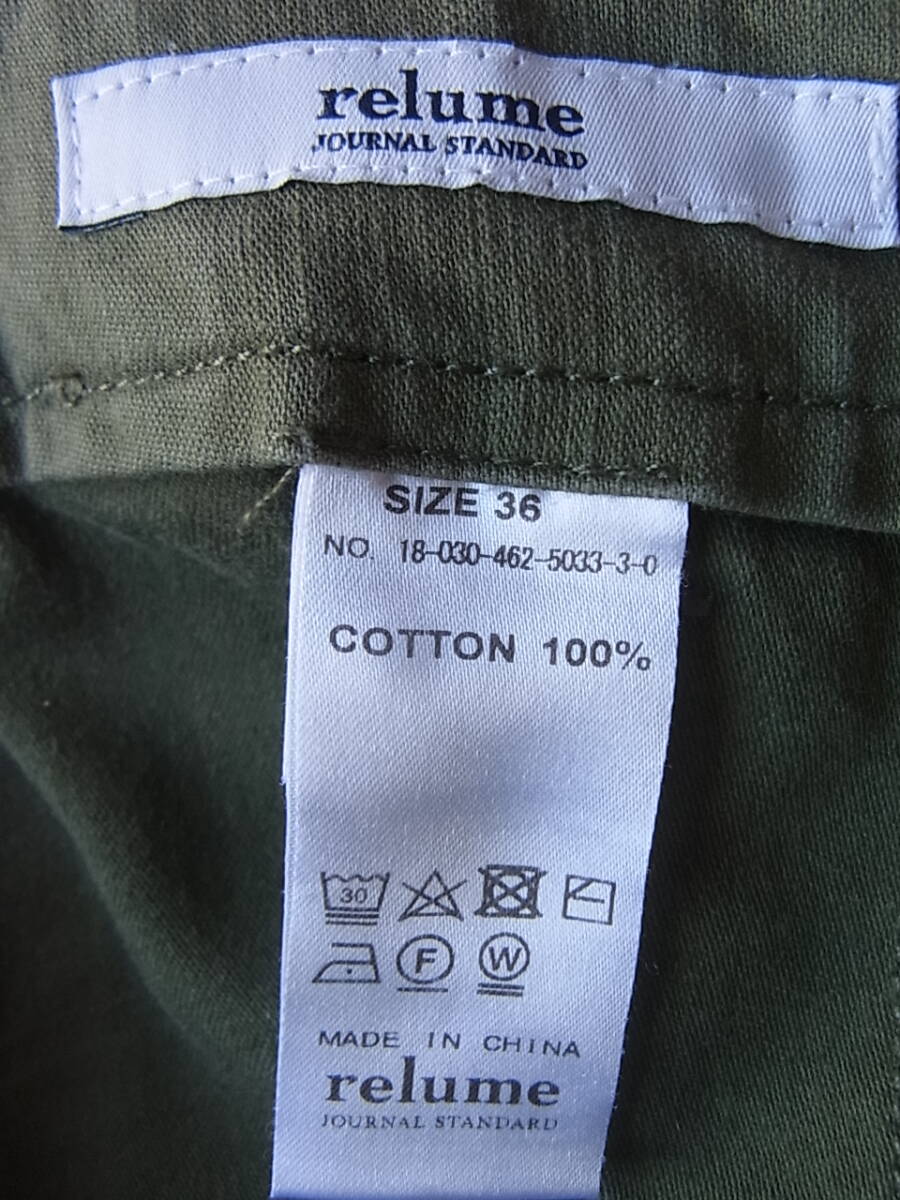 relume
JOURNAL STANDARD
SIZE 36
NO. 18-030-462-5033-3-0
COTTON 100%
30
F W
MADE IN CHINA
relume
JOURNAL STANDARD